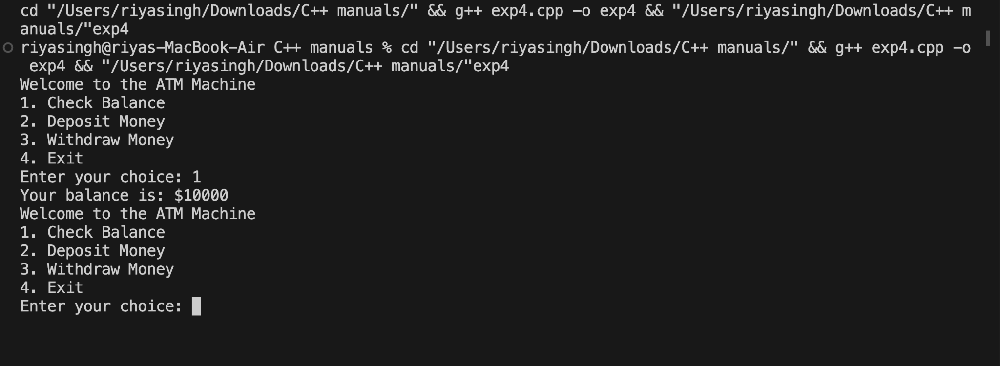 cd "/Users/riyasingh/Downloads/C++ manuals/" && g++ exp4.cpp -o exp4 && "/Users/riyasingh/Downloads/C++ m
anuals/"exp4
riyasingh@riyas-MacBook-Air C++ manuals % cd "/Users/riyasingh/Downloads/C++ manuals/" && g++ exp4.cpp -o
 exp4 && "/Users/riyasingh/Downloads/C++ manuals/"exp4
Welcome to the ATM Machine
1. Check Balance
2. Deposit Money
3. Withdraw Money
4. Exit
Enter your choice: 1
Your balance is: $10000
Welcome to the ATM Machine
1. Check Balance
2. Deposit Money
3. Withdraw Money
4. Exit
Enter your choice: